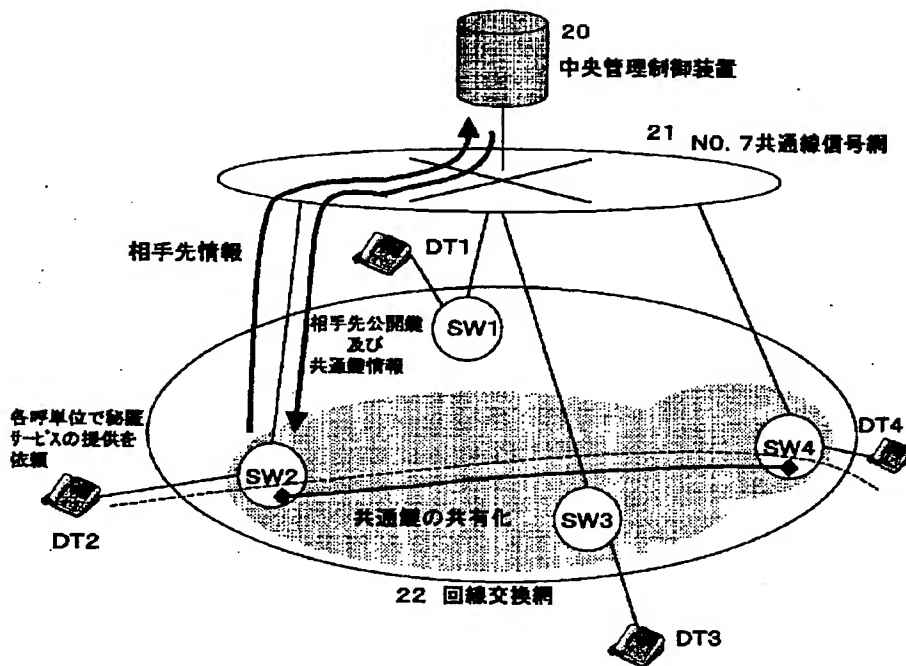 20
中央管理制御装置
21 NO. 7共通線信号網
相手先情報
DT1
SW1
相手先公開鍵
及び
共通鍵情報
各呼単位で秘匿
サービスの提供を
依頼
SW2
SW4
DT4
DT2
共通鍵の共有化
SW3
22 回線交換網
DT3